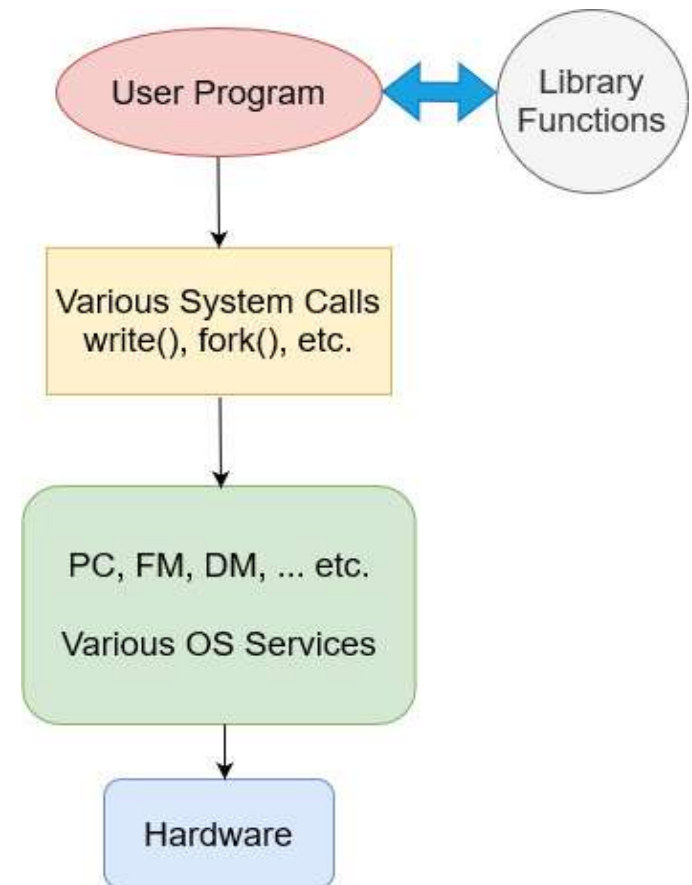 User Program
Library
Functions
Various System Calls
write(), fork(), etc.
PC, FM, DM, ... etc.
Various OS Services
Hardware